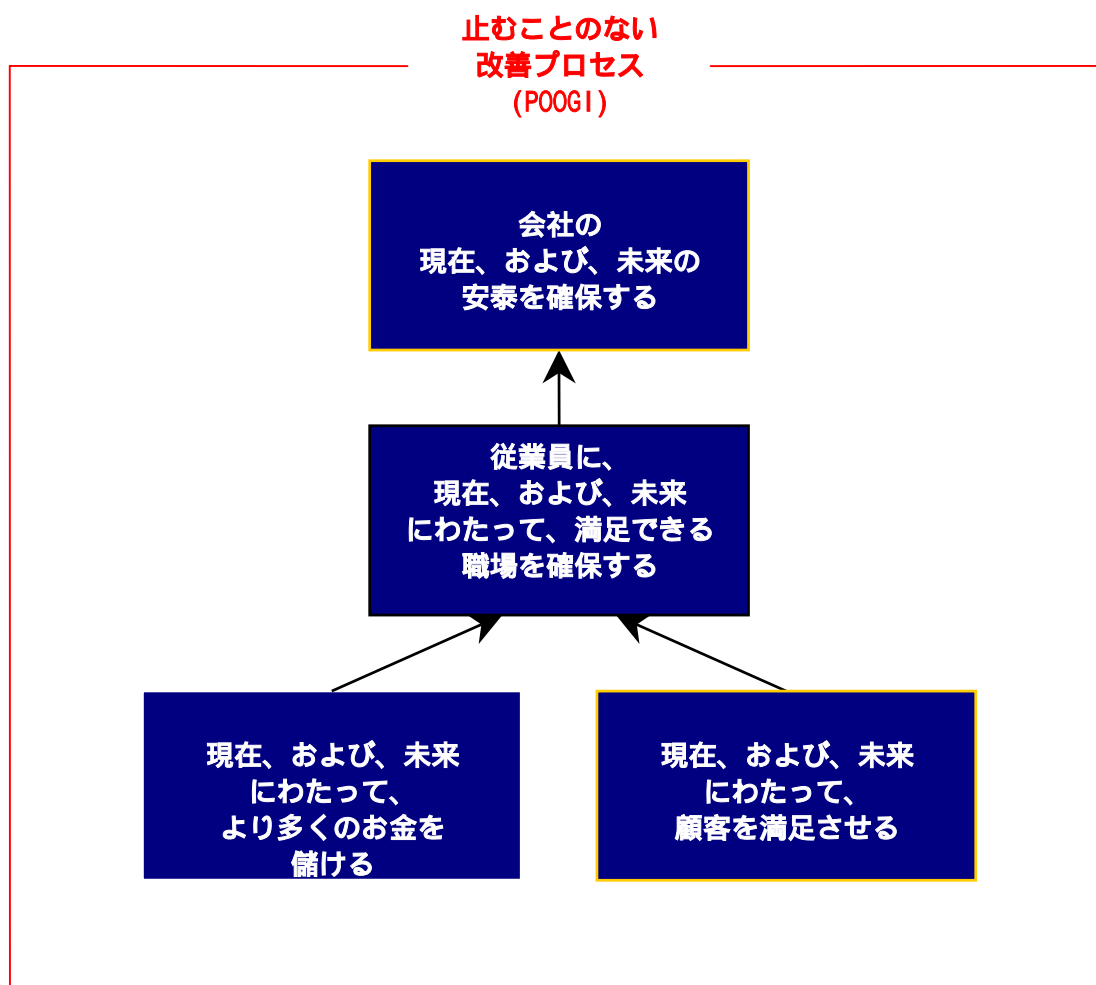 止むことのない
改善プロセス
(POOGI)
会社の
現在、および、未来の
安泰を確保する
従業員に、
現在、および、未来
にわたって、満足できる
職場を確保する
現在、および、未来
にわたって、
より多くのお金を
儲ける
現在、および、未来
にわたって、
顧客を満足させる